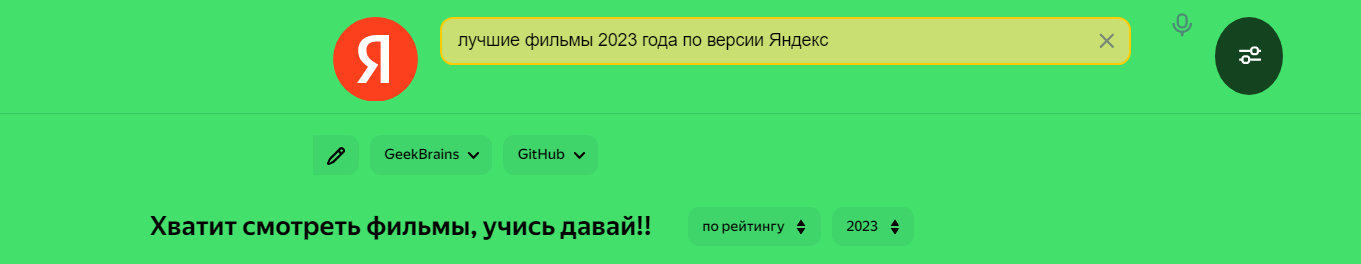 Я
лучшие фильмы 2023 года по версии Яндекс
GeekBrains
GitHub
Хватит смотреть фильмы, учись давай!!
по рейтингу
2023